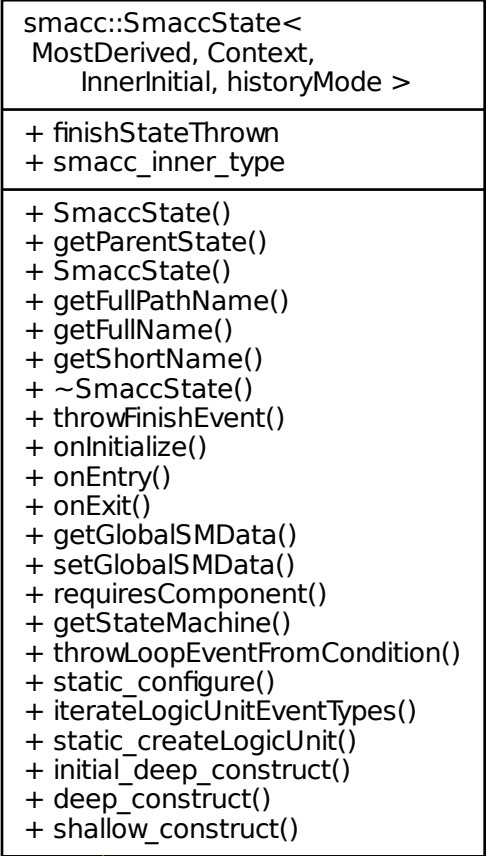 smacc::SmaccState<
MostDerived, Context,
InnerInitial, historyMode >
+ finishStateThrown
+ smacc_inner_type
+ SmaccState()
+ getParentState()
+ SmaccState()
+ getFullPathName()
+ getFullName()
+ getShortName()
+ ~SmaccState()
+ throwFinishEvent()
+ onInitialize()
+ onEntry()
+ onExit()
+ getGlobalSMData()
+ setGlobalSMData()
+ requiresComponent()
+ getStateMachine()
+ throwLoopEventFromCondition()
+ static_configure()
+ iterateLogicUnitEventTypes()
+ static_createLogicUnit()
+ initial_deep_construct()
+ deep_construct()
+ shallow_construct()